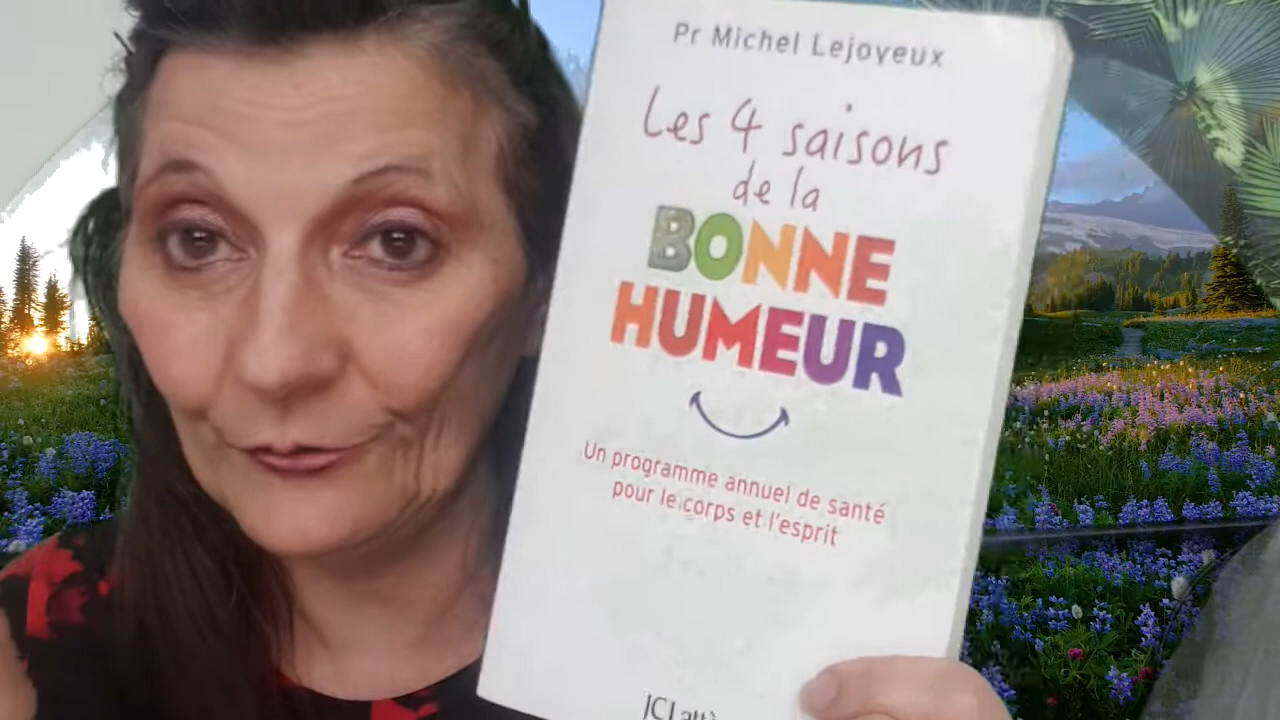 Pr Michel Lejoyeux
Les 4 saisons
de la
BONNE
HUMEUR
Un programme annuel de santé
pour le corps et l'esprit